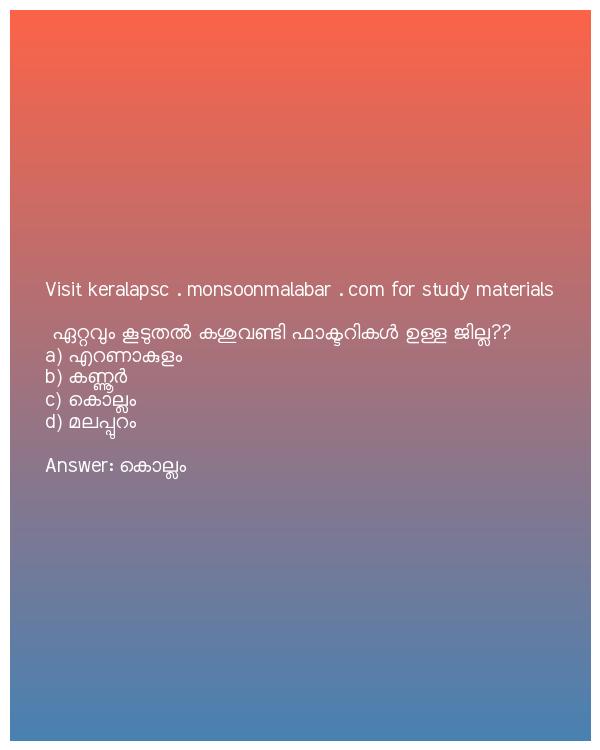 Visit keralapsc . monsoonmalabar . com for study materials
ഏറ്റവും കൂടുതൽ കശുവണ്ടി ഫാക്ടറികൾ ഉള്ള ജില്ല??
a) എറണാകുളം
b) കണ്ണൂർ
c) കൊല്ലം
d) മലപ്പുറം
Answer: കൊല്ലം